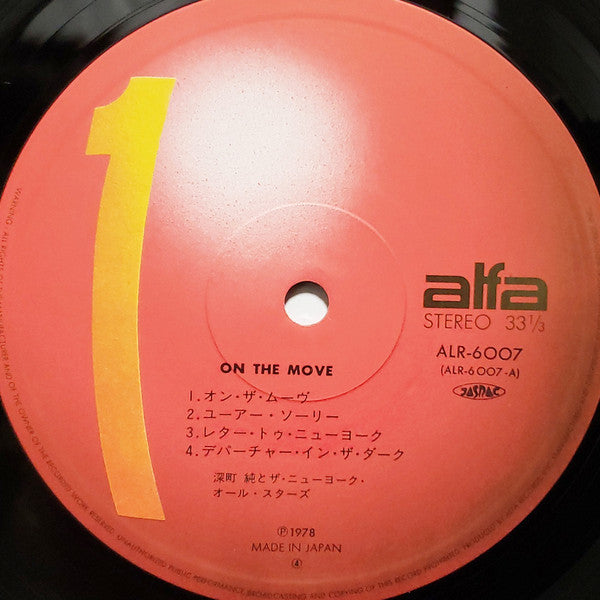 1
alfa
STEREO 33 1/3
ALR-6007
(ALR-6007-A)
JASRAC
ON THE MOVE
1.オン・ザ・ムーヴ
2.ユーアー・ソーリー
3.レター・トゥ・ニューヨーク
4.デパーチャー・イン・ザ・ダーク
深町 純とザ・ニューヨーク・
オール・スターズ
Ⓟ1978
MADE IN JAPAN
④